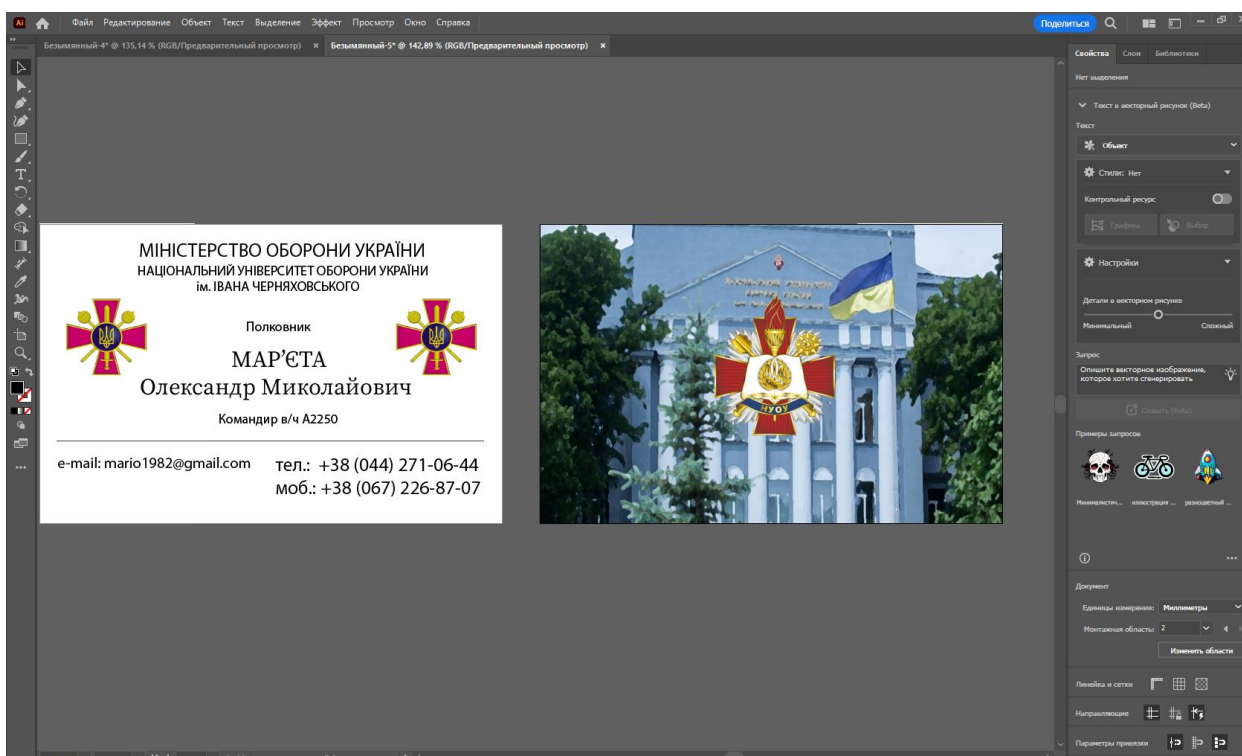 Ai
Файл Редактирование Объект Текст Выделение Эффект Просмотр Окно Справка
Поделиться
Безымянный-4* @ 135,14 % (RGB/Предварительный просмотр) ×
Безымянный-5* @ 142,89 % (RGB/Предварительный просмотр) ×
МІНІСТЕРСТВО ОБОРОНИ УКРАЇНИ
НАЦІОНАЛЬНИЙ УНІВЕРСИТЕТ ОБОРОНИ УКРАЇНИ
ім. ІВАНА ЧЕРНЯХОВСЬКОГО
Полковник
МАР’ЄТА
Олександр Миколайович
Командир в/ч А2250
e-mail: mario1982@gmail.com
тел.: +38 (044) 271-06-44
моб.: +38 (067) 226-87-07
НУОУ
Свойства Слои Библиотеки
Нет выделения
Текст в векторный рисунок (Beta)
Текст
Объект
Стили: Нет
Контрольный ресурс
Графика Выбор
Настройки
Детали в векторном рисунке
Минимальный Сложный
Запрос
Опишите векторное изображение,
которое хотите сгенерировать
Создать (Beta)
Примеры запросов
Минималистич... иллюстрация ... разноцветный ...
Документ
Единицы измерения: Миллиметры
Монтажная область: 2
Изменить области
Линейка и сетки
Направляющие
Параметры привязки